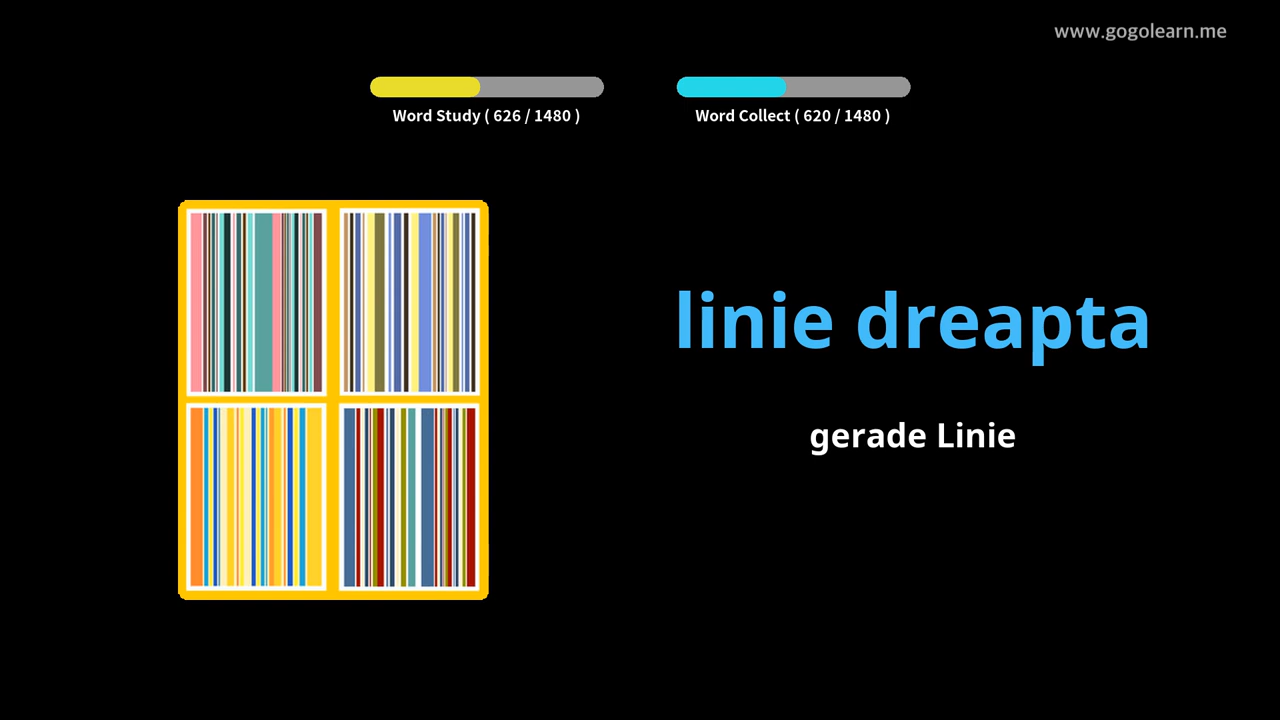 www.gogolearn.me
Word Study ( 626 / 1480 )
Word Collect ( 620 / 1480 )
linie dreapta
gerade Linie